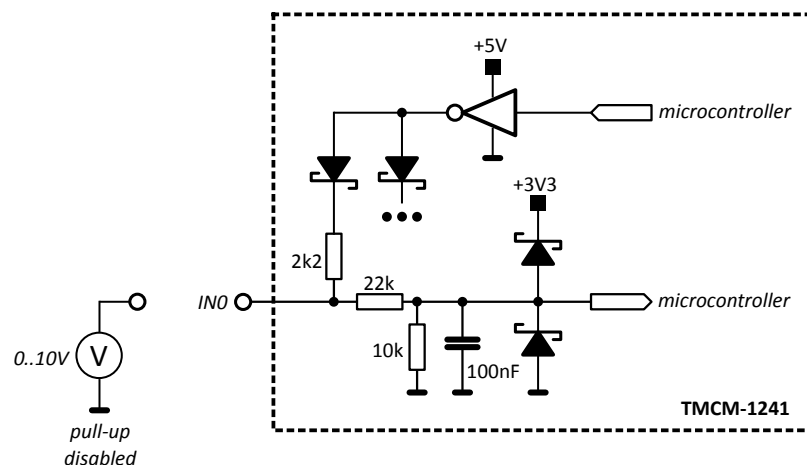 +5V
microcontroller
+3V3
2k2
22k
IN0
microcontroller
0..10V
V
10k
100nF
TMCM-1241
pull-up
disabled